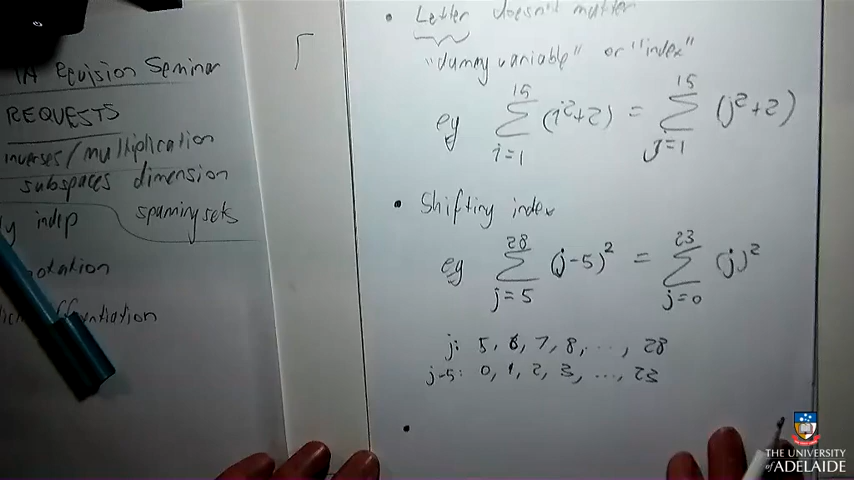 Revision Seminar
REQUESTS
inverses/multiplication
subspaces dimension
indep spanning sets
notation
• Letter doesn't matter
"dummy variable" or "index"
eg ∑_{i=1}^{15} (i²+2) = ∑_{j=1}^{15} (j²+2)
• Shifting index
eg ∑_{j=5}^{28} (j-5)² = ∑_{j=0}^{23} (j)²
j: 5, 6, 7, 8, ..., 28
j-5: 0, 1, 2, 3, ..., 23
•
THE UNIVERSITY
of ADELAIDE